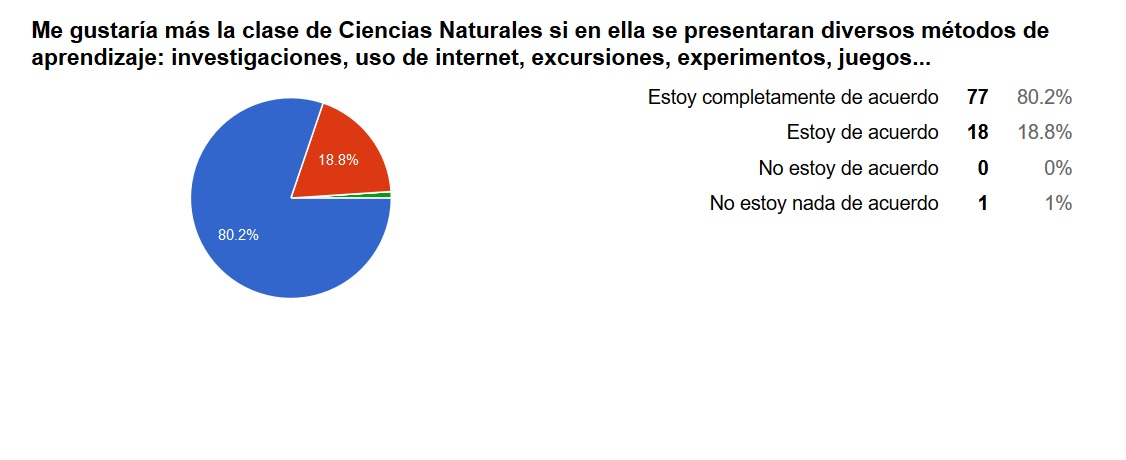 Me gustaría más la clase de Ciencias Naturales si en ella se presentaran diversos métodos de
aprendizaje: investigaciones, uso de internet, excursiones, experimentos, juegos...
Estoy completamente de acuerdo 77 80.2%
Estoy de acuerdo 18 18.8%
No estoy de acuerdo 0 0%
No estoy nada de acuerdo 1 1%
18.8%
80.2%